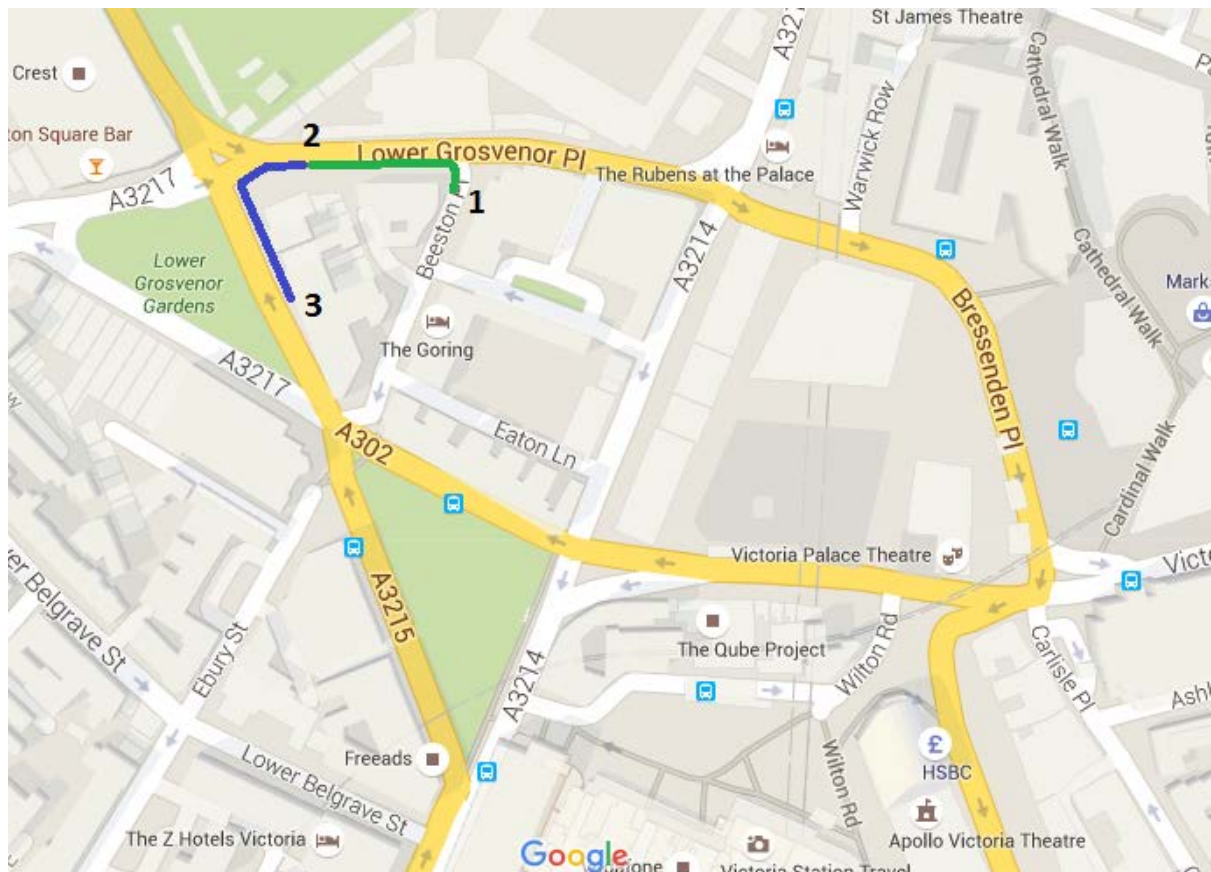 St James Theatre
A321
Crest
Cathedral Walk
Warwick Row
ton Square Bar
2
Lower Grosvenor Pl
The Rubens at the Palace
A3217
1
Beeston Pl
A3214
Cathedral Walk
Lower
Grosvenor
Gardens
Mark
3
The Goring
Bressenden Pl
A3217
A302
Eaton Ln
Cardinal Walk
Victoria Palace Theatre
Victo
er Belgrave St
A3215
The Qube Project
Wilton Rd
Carlisle Pl
Ebury St
A3214
Ashl
Freeads
HSBC
Lower Belgrave St
Wilton Rd
The Z Hotels Victoria
Apollo Victoria Theatre
Google
Victoria Station Travel